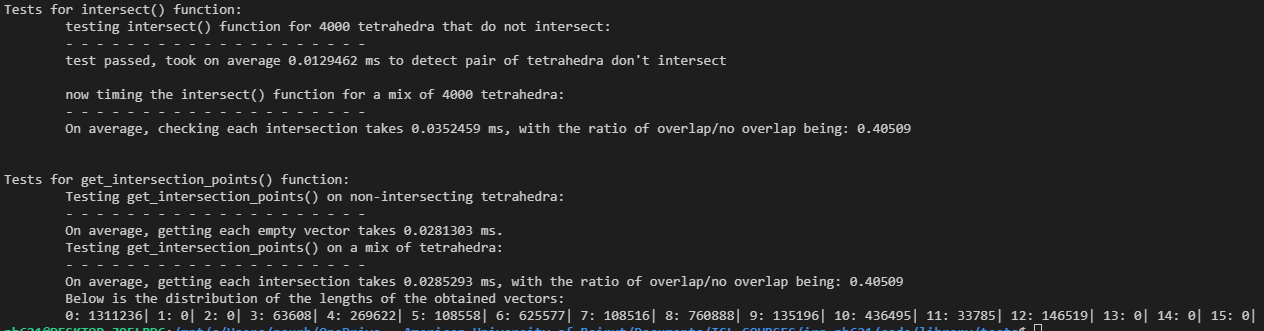 Tests for intersect() function:
testing intersect() function for 4000 tetrahedra that do not intersect:
- - - - - - - - - - - - - - - - - - - -
test passed, took on average 0.0129462 ms to detect pair of tetrahedra don't intersect
now timing the intersect() function for a mix of 4000 tetrahedra:
- - - - - - - - - - - - - - - - - - - -
On average, checking each intersection takes 0.0352459 ms, with the ratio of overlap/no overlap being: 0.40509
Tests for get_intersection_points() function:
Testing get_intersection_points() on non-intersecting tetrahedra:
- - - - - - - - - - - - - - - - - - - -
On average, getting each empty vector takes 0.0281303 ms.
Testing get_intersection_points() on a mix of tetrahedra:
- - - - - - - - - - - - - - - - - - - -
On average, getting each intersection takes 0.0285293 ms, with the ratio of overlap/no overlap being: 0.40509
Below is the distribution of the lengths of the obtained vectors:
0: 1311236| 1: 0| 2: 0| 3: 63608| 4: 269622| 5: 108558| 6: 625577| 7: 108516| 8: 760888| 9: 135196| 10: 436495| 11: 33785| 12: 146519| 13: 0| 14: 0| 15: 0|